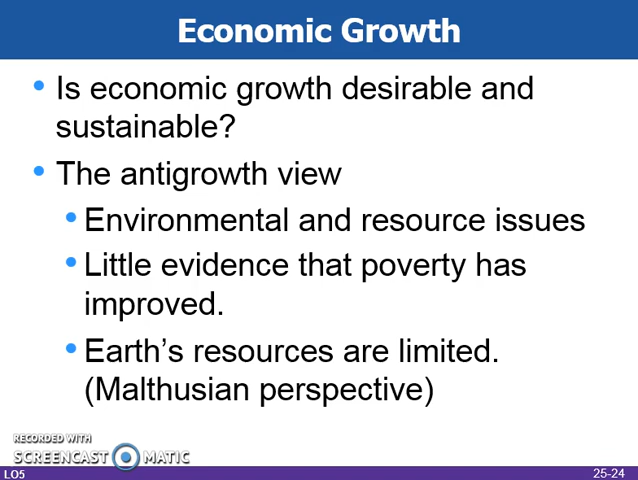 Economic Growth
• Is economic growth desirable and
sustainable?
• The antigrowth view
• Environmental and resource issues
• Little evidence that poverty has
improved.
• Earth's resources are limited.
(Malthusian perspective)
RECORDED WITH
SCREENCAST MATIC
LO5
25-24